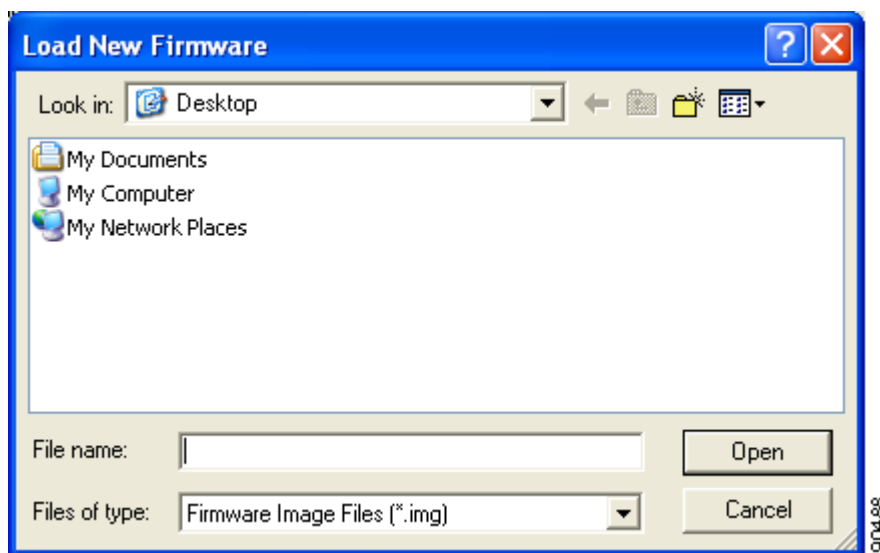 Load New Firmware
Look in: Desktop
My Documents
My Computer
My Network Places
File name:
Open
Files of type: Firmware Image Files (*.img)
Cancel
90488